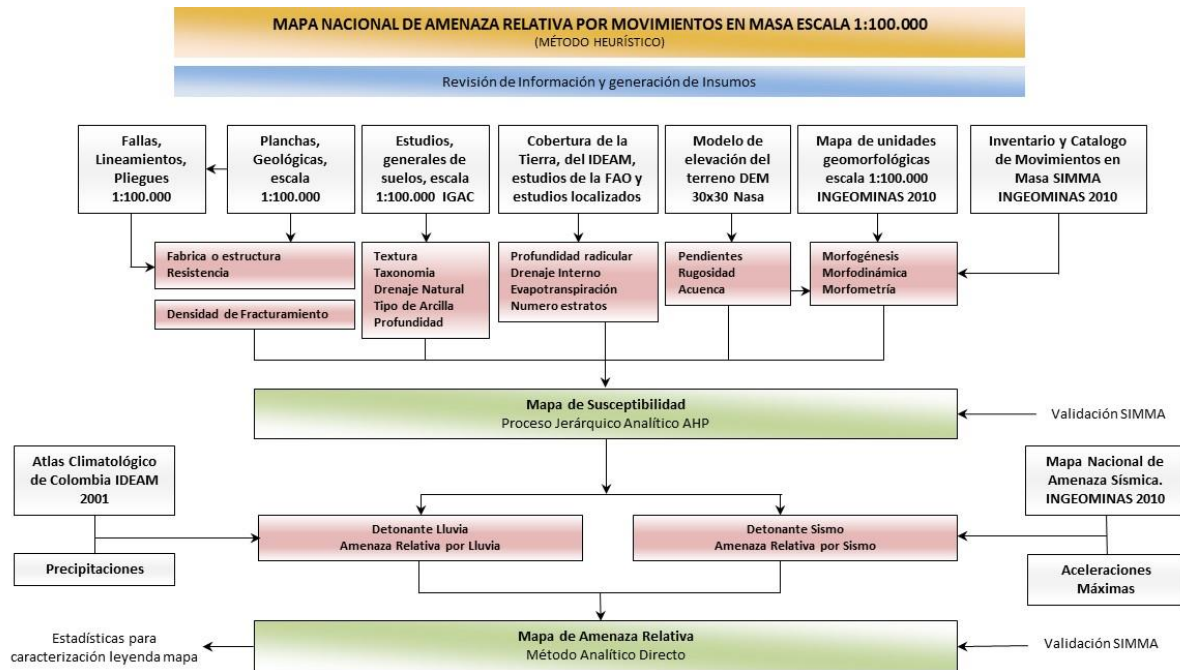 MAPA NACIONAL DE AMENAZA RELATIVA POR MOVIMIENTOS EN MASA ESCALA 1:100.000
(MÉTODO HEURÍSTICO)
Revisión de Información y generación de Insumos
Fallas,
Lineamientos,
Pliegues
1:100.000
Planchas,
Geológicas,
escala
1:100.000
Estudios,
generales de
suelos, escala
1:100.000 IGAC
Cobertura de la
Tierra, del IDEAM,
estudios de la FAO y
estudios localizados
Modelo de
elevación del
terreno DEM
30x30 Nasa
Mapa de unidades
geomorfológicas
escala 1:100.000
INGEOMINAS 2010
Inventario y Catalogo
de Movimientos en
Masa SIMMA
INGEOMINAS 2010
Fabrica o estructura
Resistencia
Densidad de Fracturamiento
Textura
Taxonomia
Drenaje Natural
Tipo de Arcilla
Profundidad
Profundidad radicular
Drenaje Interno
Evapotranspiración
Numero estratos
Pendientes
Rugosidad
Acuenca
Morfogénesis
Morfodinámica
Morfometría
Mapa de Susceptibilidad
Proceso Jerárquico Analítico AHP
Validación SIMMA
Atlas Climatológico
de Colombia IDEAM
2001
Precipitaciones
Detonante Lluvia
Amenaza Relativa por Lluvia
Detonante Sismo
Amenaza Relativa por Sismo
Mapa Nacional de
Amenaza Sísmica.
INGEOMINAS 2010
Aceleraciones
Máximas
Estadísticas para
caracterización leyenda mapa
Mapa de Amenaza Relativa
Método Analítico Directo
Validación SIMMA